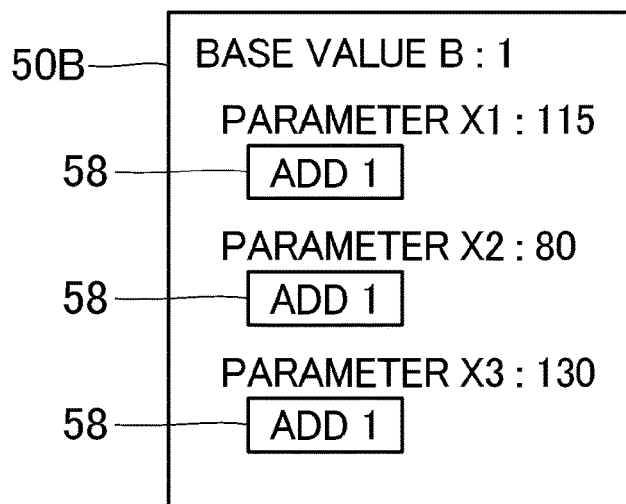 50B
BASE VALUE B : 1
PARAMETER X1 : 115
58
ADD 1
PARAMETER X2 : 80
58
ADD 1
PARAMETER X3 : 130
58
ADD 1